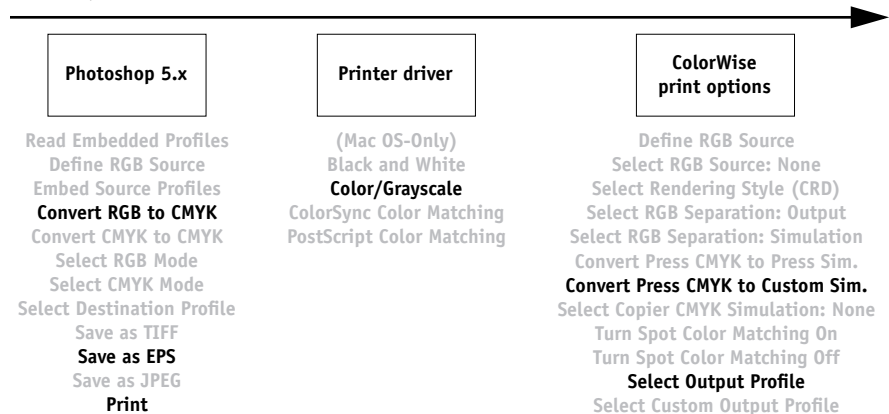 Photoshop 5.x
Read Embedded Profiles
Define RGB Source
Embed Source Profiles
Convert RGB to CMYK
Convert CMYK to CMYK
Select RGB Mode
Select CMYK Mode
Select Destination Profile
Save as TIFF
Save as EPS
Save as JPEG
Print
Printer driver
(Mac OS-Only)
Black and White
Color/Grayscale
ColorSync Color Matching
PostScript Color Matching
ColorWise
print options
Define RGB Source
Select RGB Source: None
Select Rendering Style (CRD)
Select RGB Separation: Output
Select RGB Separation: Simulation
Convert Press CMYK to Press Sim.
Convert Press CMYK to Custom Sim.
Select Copier CMYK Simulation: None
Turn Spot Color Matching On
Turn Spot Color Matching Off
Select Output Profile
Select Custom Output Profile